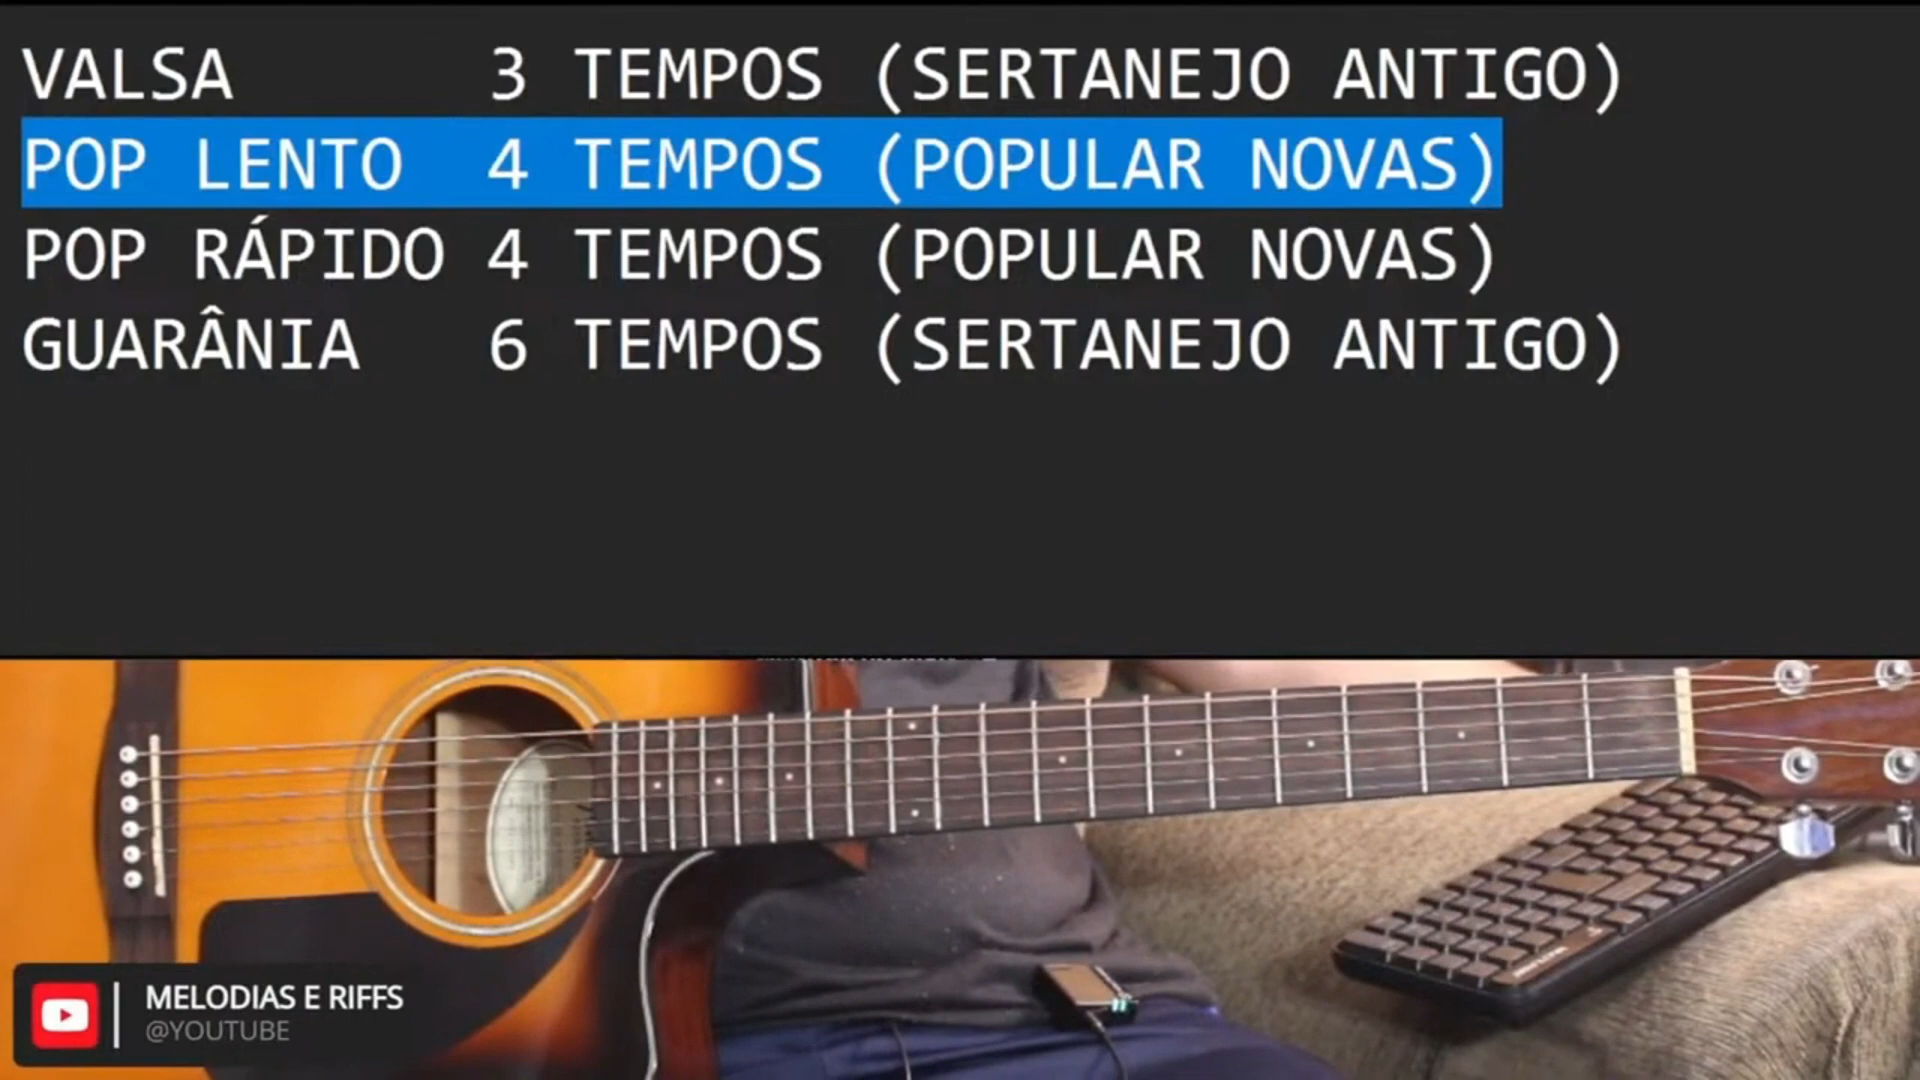 VALSA 3 TEMPOS (SERTANEJO ANTIGO)
POP LENTO 4 TEMPOS (POPULAR NOVAS)
POP RÁPIDO 4 TEMPOS (POPULAR NOVAS)
GUARÂNIA 6 TEMPOS (SERTANEJO ANTIGO)
MELODIAS E RIFFS
@YOUTUBE